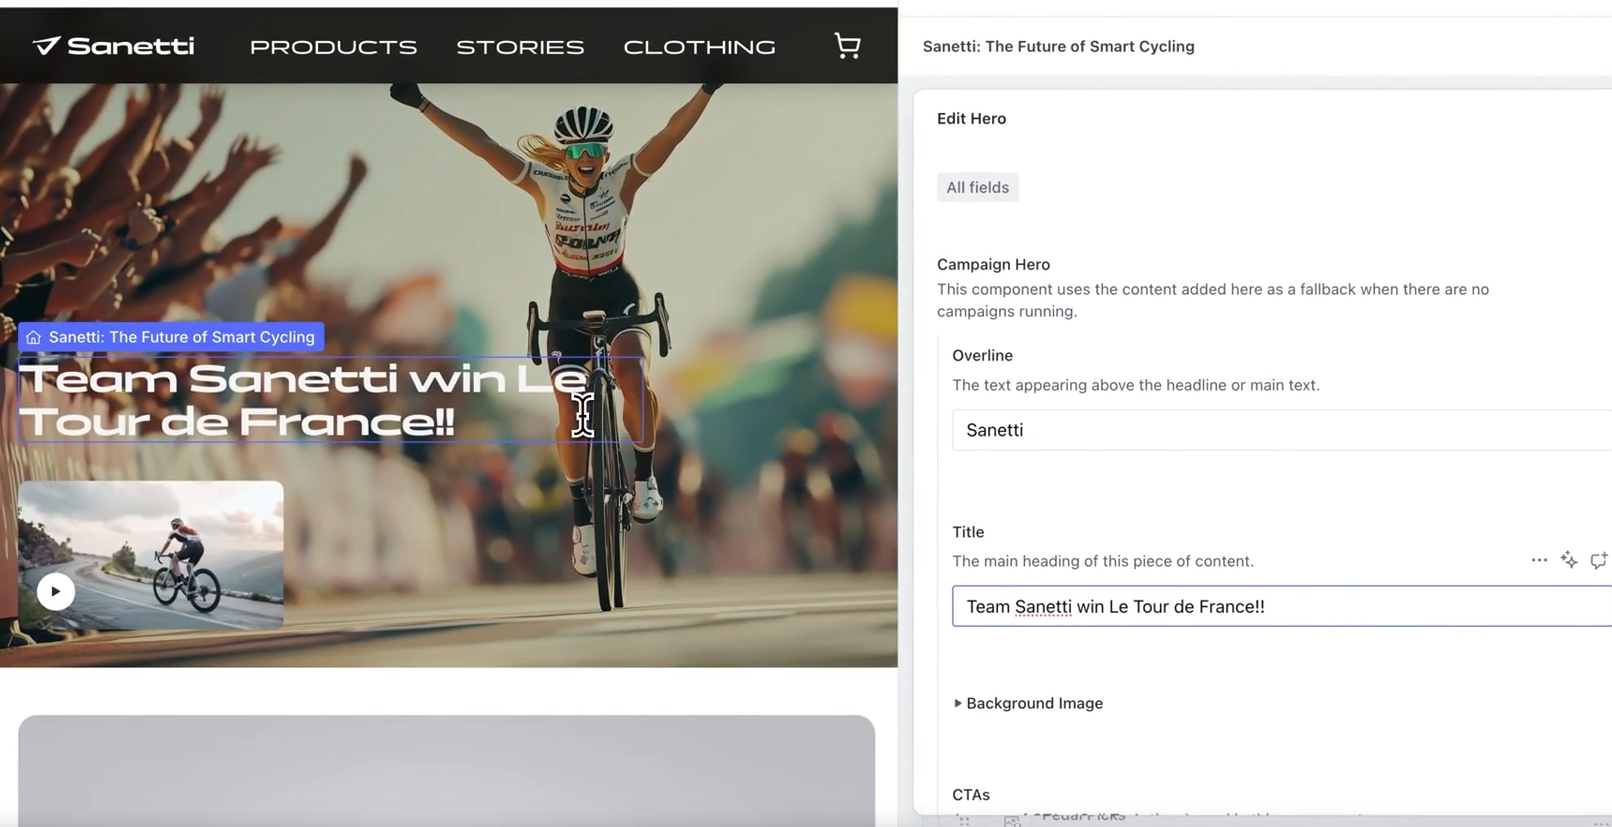 Sanetti
PRODUCTS
STORIES
CLOTHING
Sanetti: The Future of Smart Cycling
Team Sanetti win Le
Tour de France!!
Sanetti: The Future of Smart Cycling
Edit Hero
All fields
Campaign Hero
This component uses the content added here as a fallback when there are no
campaigns running.
Overline
The text appearing above the headline or main text.
Sanetti
Title
The main heading of this piece of content.
Team Sanetti win Le Tour de France!!
Background Image
CTAs